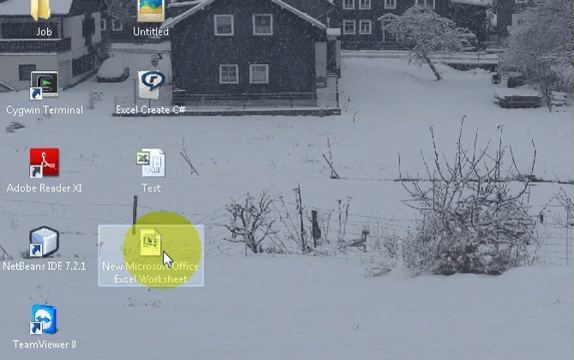 Job
Untitled
Cygwin Terminal
Excel Create C#
Adobe Reader XI
Test
NetBeans IDE 7.2.1
New Microsoft Office
Excel Worksheet
TeamViewer 8